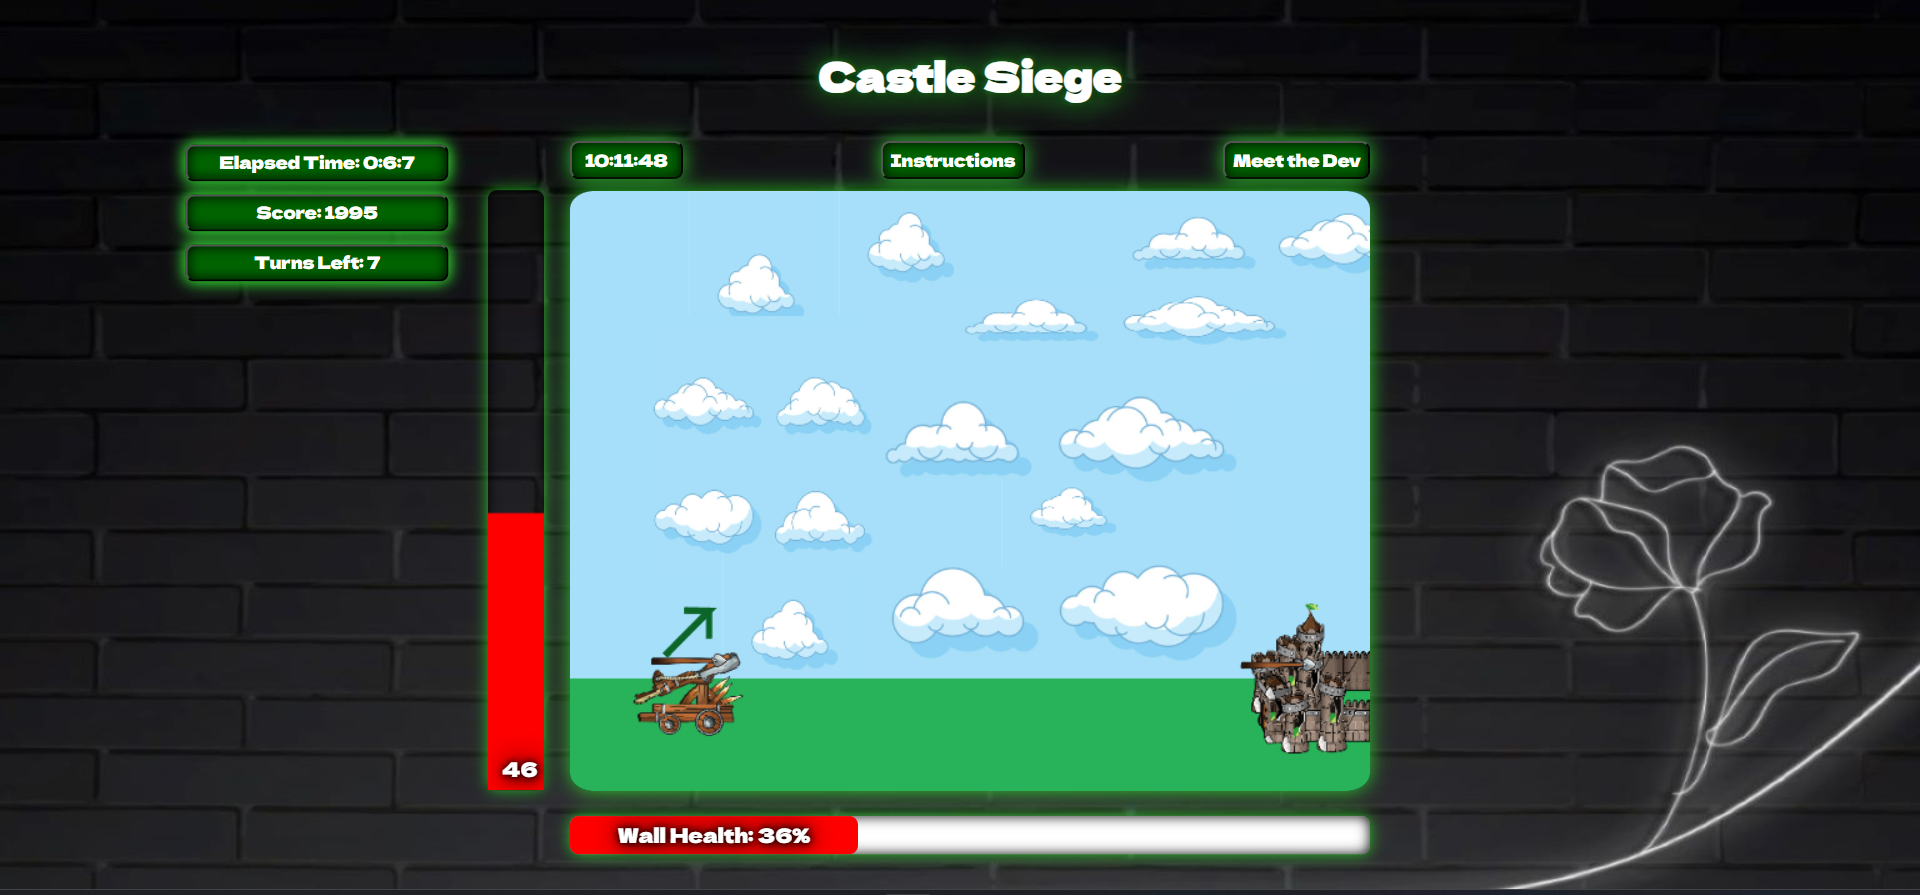 Castle Siege
Elapsed Time: 0:6:7
Score: 1995
Turns Left: 7
10:11:48
Instructions
Meet the Dev
46
Wall Health: 36%